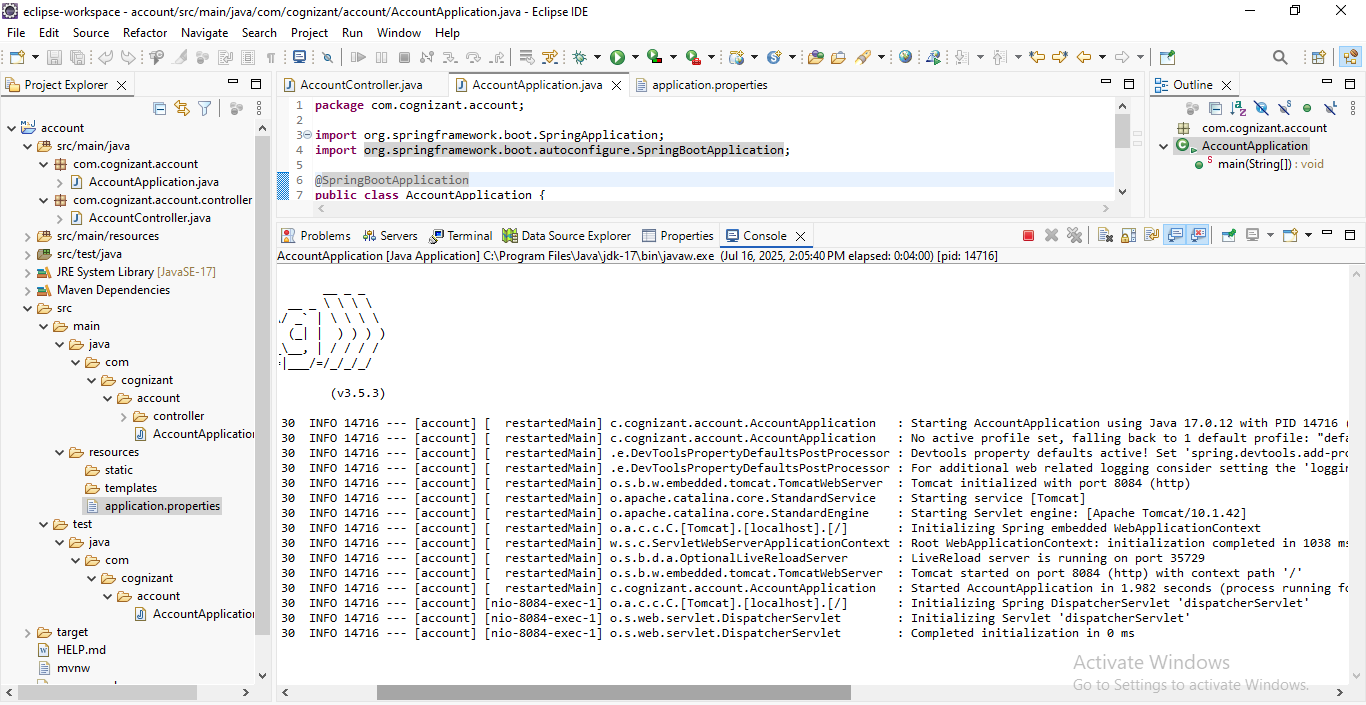 eclipse-workspace - account/src/main/java/com/cognizant/account/AccountApplication.java - Eclipse IDE
File Edit Source Refactor Navigate Search Project Run Window Help
Project Explorer
account
src/main/java
com.cognizant.account
AccountApplication.java
com.cognizant.account.controller
AccountController.java
src/main/resources
src/test/java
JRE System Library [JavaSE-17]
Maven Dependencies
src
main
java
com
cognizant
account
controller
AccountApplication
resources
static
templates
application.properties
test
java
com
cognizant
account
AccountApplication
target
HELP.md
mvnw
AccountController.java AccountApplication.java application.properties
1 package com.cognizant.account;
2
3 import org.springframework.boot.SpringApplication;
4 import org.springframework.boot.autoconfigure.SpringBootApplication;
5
6 @SpringBootApplication
7 public class AccountApplication {
Outline
com.cognizant.account
AccountApplication
main(String[]) : void
Problems Servers Terminal Data Source Explorer Properties Console
AccountApplication [Java Application] C:\Program Files\Java\jdk-17\bin\javaw.exe (Jul 16, 2025, 2:05:40 PM elapsed: 0:04:00) [pid: 14716]
(v3.5.3)
30 INFO 14716 --- [account] [ restartedMain] c.cognizant.account.AccountApplication : Starting AccountApplication using Java 17.0.12 with PID 14716 (
30 INFO 14716 --- [account] [ restartedMain] c.cognizant.account.AccountApplication : No active profile set, falling back to 1 default profile: "defa
30 INFO 14716 --- [account] [ restartedMain] .e.DevToolsPropertyDefaultsPostProcessor : Devtools property defaults active! Set 'spring.devtools.add-pro
30 INFO 14716 --- [account] [ restartedMain] .e.DevToolsPropertyDefaultsPostProcessor : For additional web related logging consider setting the 'loggin
30 INFO 14716 --- [account] [ restartedMain] o.s.b.w.embedded.tomcat.TomcatWebServer : Tomcat initialized with port 8084 (http)
30 INFO 14716 --- [account] [ restartedMain] o.apache.catalina.core.StandardService : Starting service [Tomcat]
30 INFO 14716 --- [account] [ restartedMain] o.apache.catalina.core.StandardEngine : Starting Servlet engine: [Apache Tomcat/10.1.42]
30 INFO 14716 --- [account] [ restartedMain] o.a.c.c.C.[Tomcat].[localhost].[/] : Initializing Spring embedded WebApplicationContext
30 INFO 14716 --- [account] [ restartedMain] w.s.c.ServletWebServerApplicationContext : Root WebApplicationContext: initialization completed in 1038 ms
30 INFO 14716 --- [account] [ restartedMain] o.s.b.d.a.OptionalLiveReloadServer : LiveReload server is running on port 35729
30 INFO 14716 --- [account] [ restartedMain] o.s.b.w.embedded.tomcat.TomcatWebServer : Tomcat started on port 8084 (http) with context path '/'
30 INFO 14716 --- [account] [ restartedMain] c.cognizant.account.AccountApplication : Started AccountApplication in 1.982 seconds (process running fo
30 INFO 14716 --- [account] [nio-8084-exec-1] o.a.c.c.C.[Tomcat].[localhost].[/] : Initializing Spring DispatcherServlet 'dispatcherServlet'
30 INFO 14716 --- [account] [nio-8084-exec-1] o.s.web.servlet.DispatcherServlet : Initializing Servlet 'dispatcherServlet'
30 INFO 14716 --- [account] [nio-8084-exec-1] o.s.web.servlet.DispatcherServlet : Completed initialization in 0 ms
Activate Windows
Go to Settings to activate Windows.